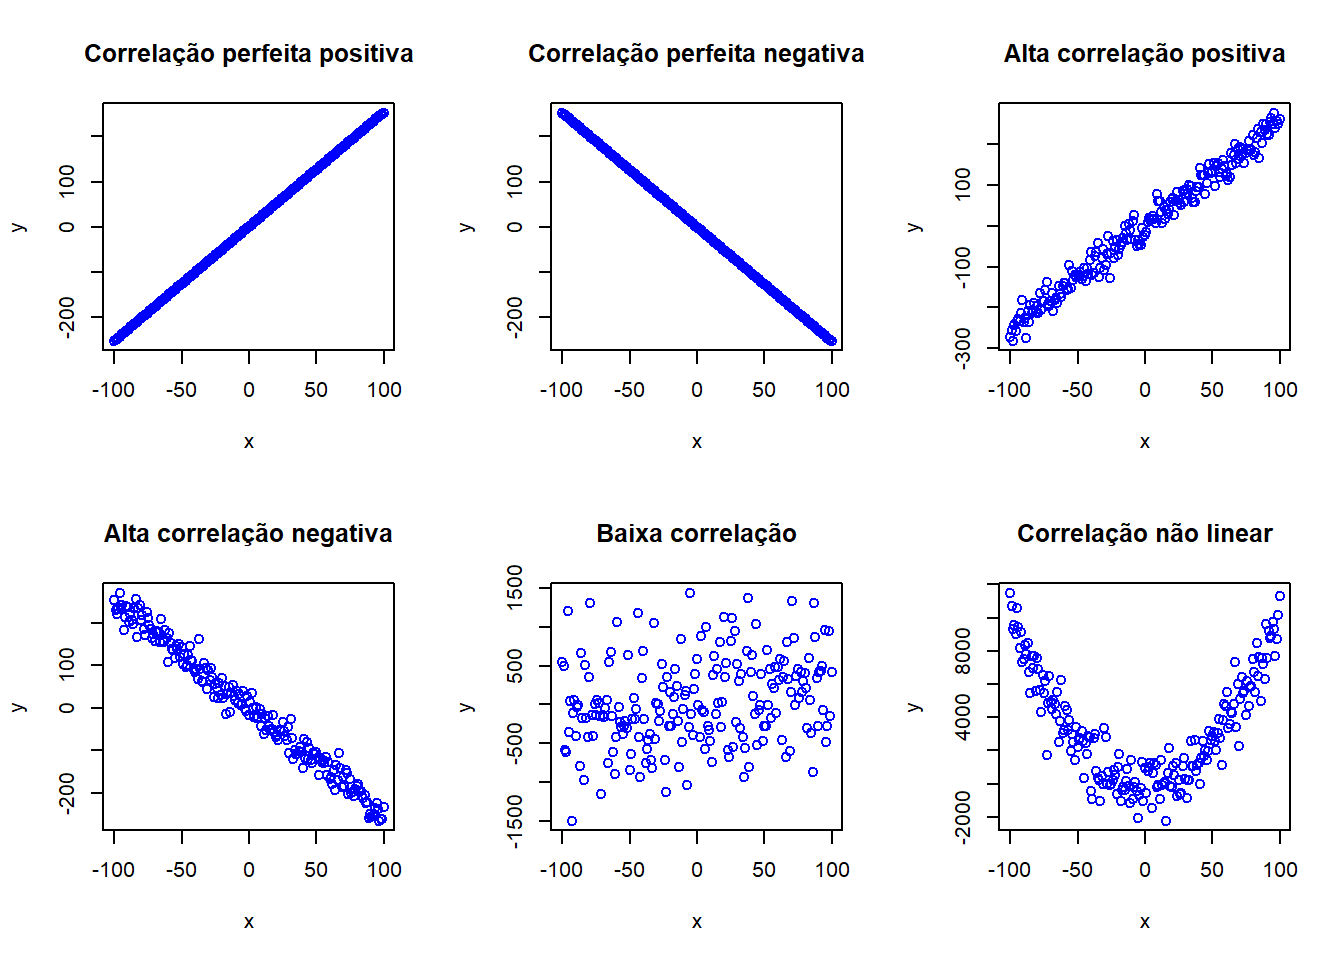 Correlação perfeita positiva
y
100
0
-200
-100 -50 0 50 100
x
Correlação perfeita negativa
y
100
0
-200
-100 -50 0 50 100
x
Alta correlação positiva
y
100
-100
-300
-100 -50 0 50 100
x
Alta correlação negativa
y
100
0
-200
-100 -50 0 50 100
x
Baixa correlação
y
1500
500
-500
-1500
-100 -50 0 50 100
x
Correlação não linear
y
8000
4000
-2000
-100 -50 0 50 100
x